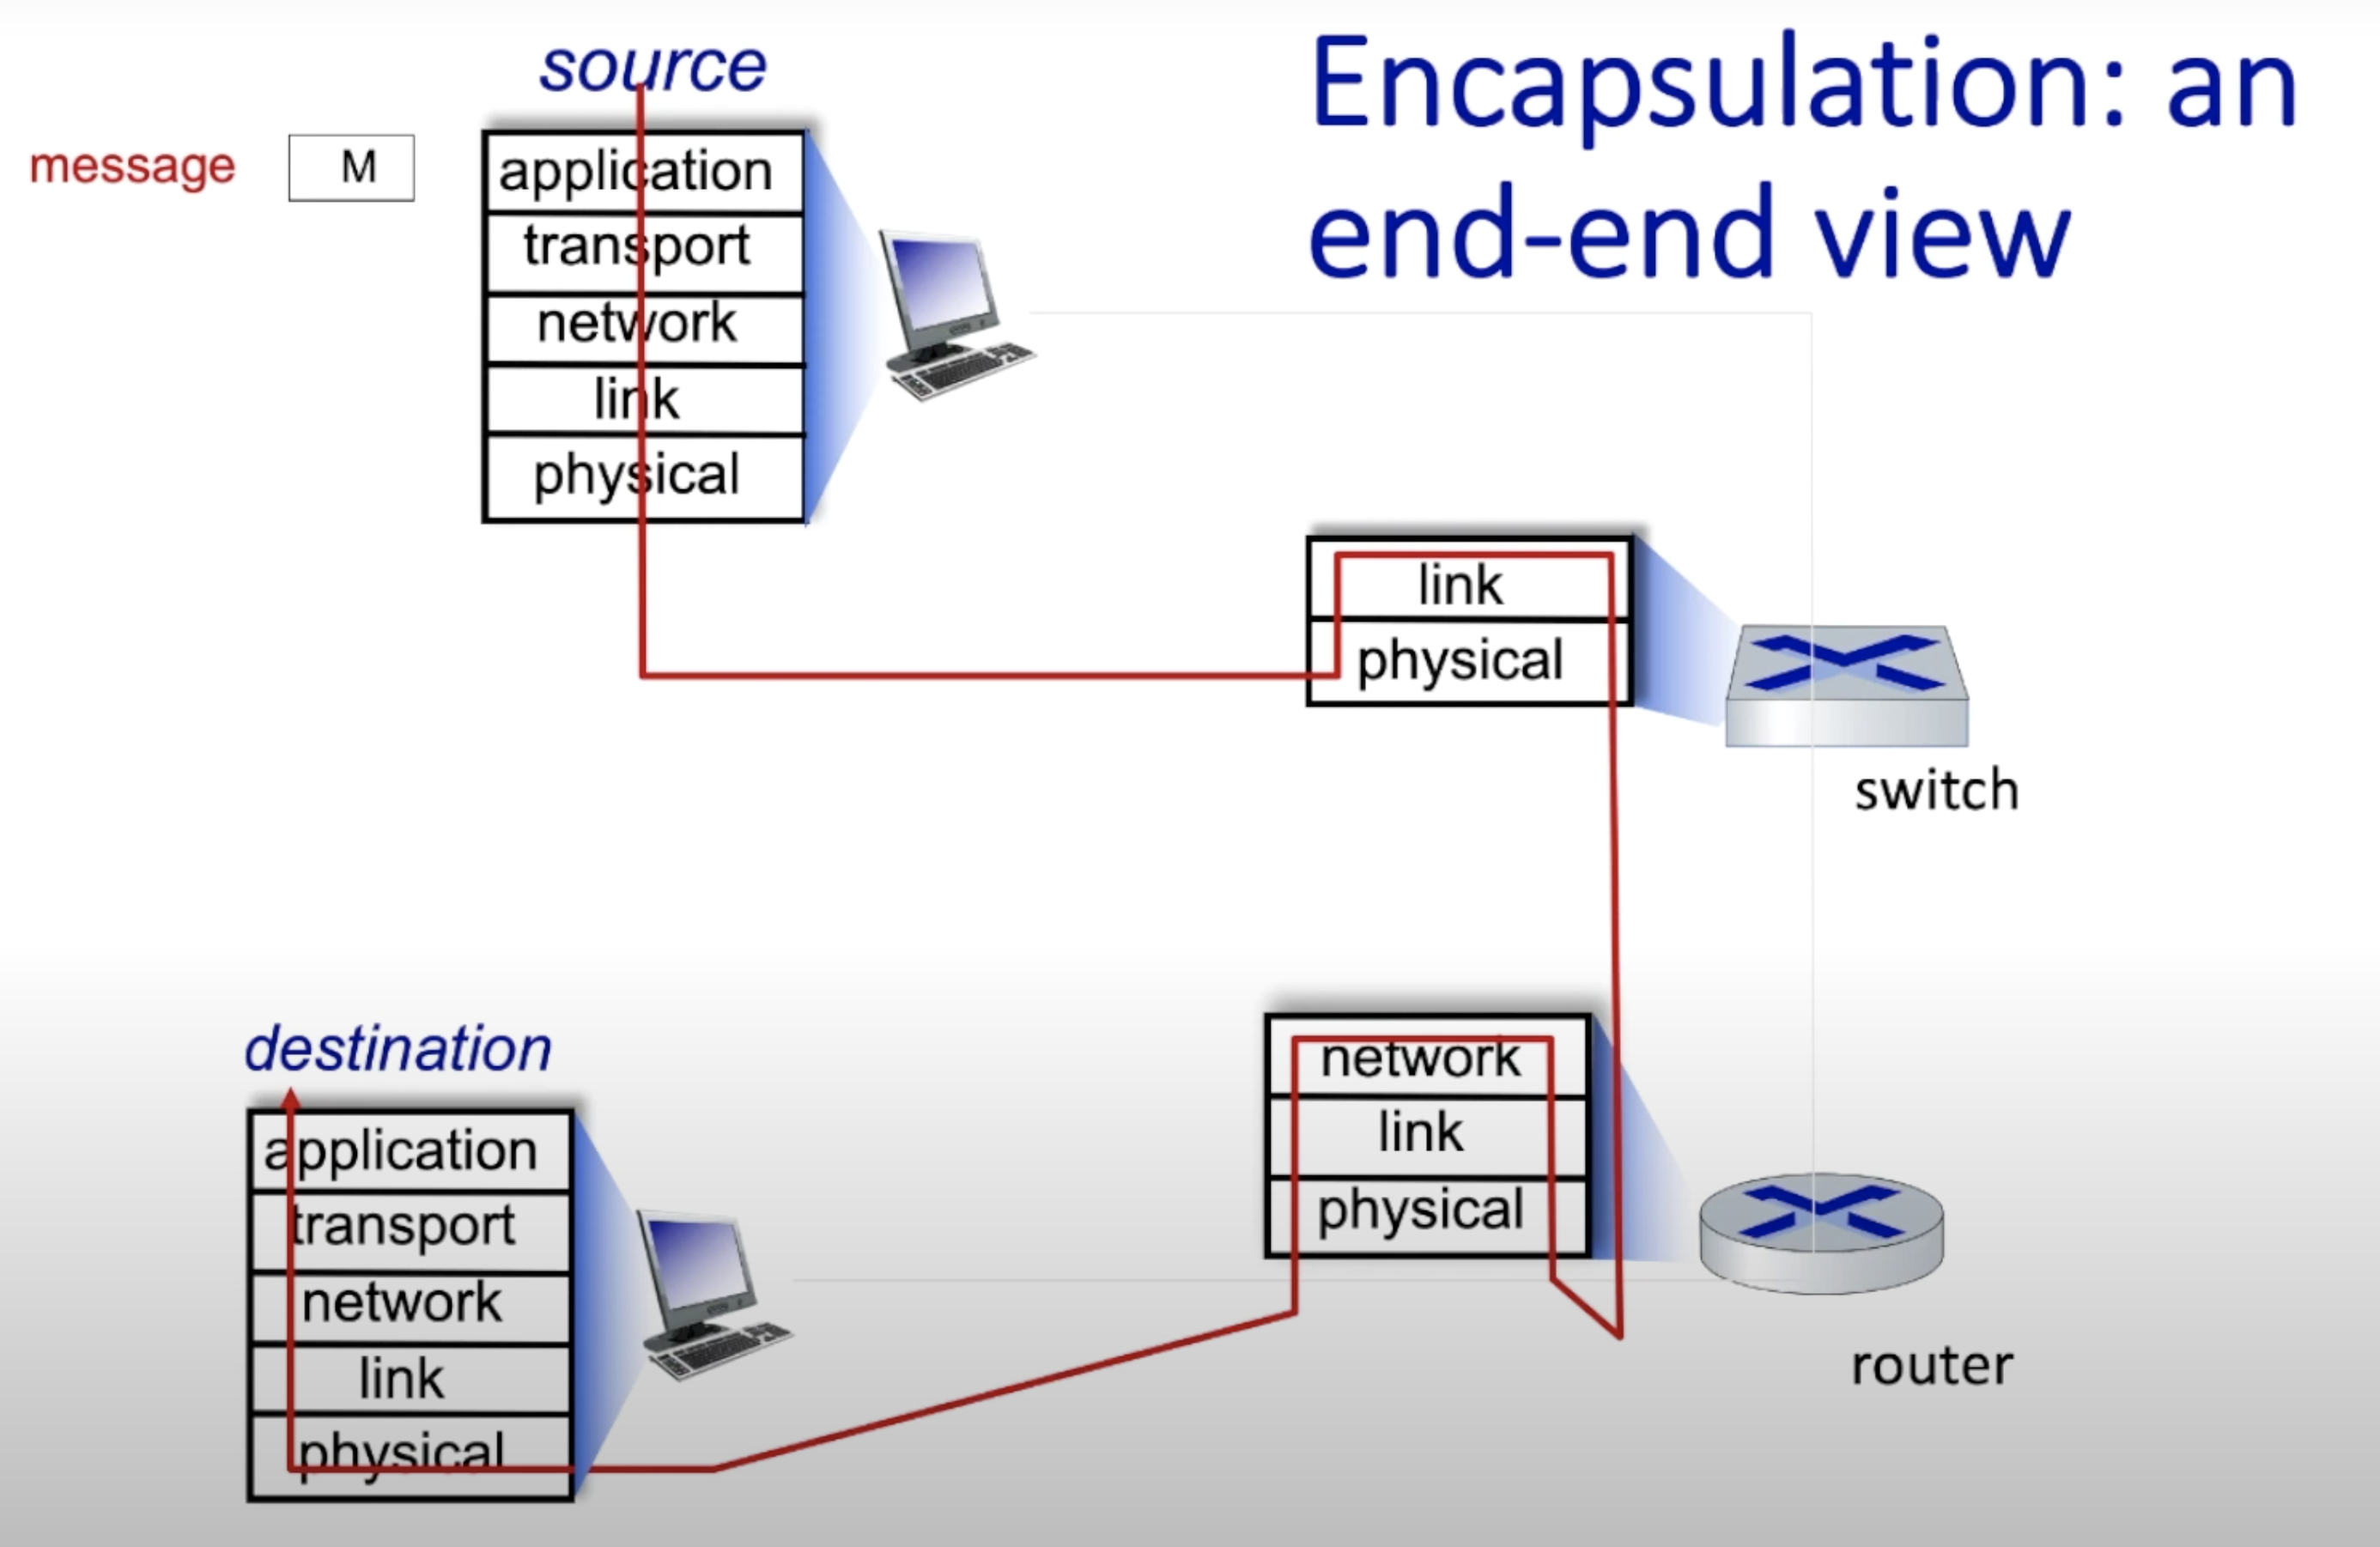 Encapsulation: an
end-end view
source
message
M
application
transport
network
link
physical
link
physical
switch
network
link
physical
router
destination
application
transport
network
link
physical